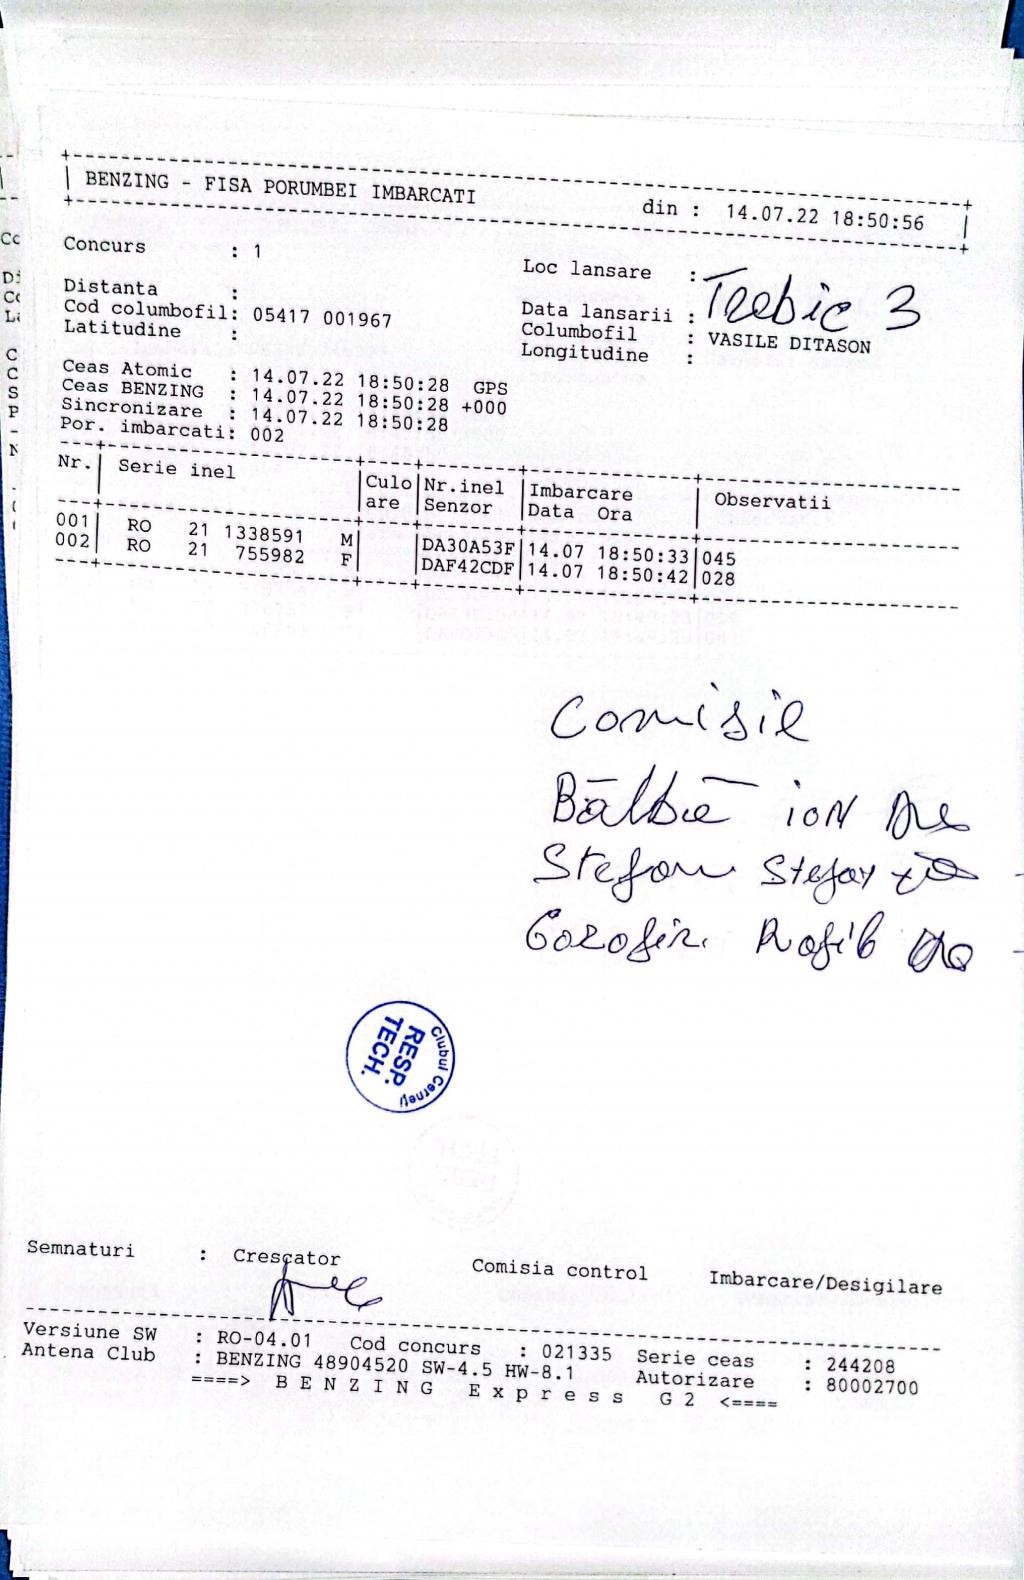 BENZING - FISA PORUMBEI IMBARCATI din : 14.07.22 18:50:56
Concurs : 1
Loc lansare : Trebic 3
Distanta :
Data lansarii :
Cod columbofil: 05417 001967
Columbofil : VASILE DITASON
Latitudine :
Longitudine :
Ceas Atomic : 14.07.22 18:50:28 GPS
Ceas BENZING : 14.07.22 18:50:28 +000
Sincronizare : 14.07.22 18:50:28
Por. imbarcati: 002
Nr. Serie inel Culo Nr.inel Imbarcare Observatii
are Senzor Data Ora
001 RO 21 1338591 M DA30A53F 14.07 18:50:33 045
002 RO 21 755982 F DAF42CDF 14.07 18:50:42 028
Comisie
ion
Stefan Stefan
Clubul Cerneți
RESP.
TECH.
Semnaturi : Crescator Comisia control Imbarcare/Desigilare
Versiune SW : RO-04.01 Cod concurs : 021335 Serie ceas : 244208
Antena Club : BENZING 48904520 SW-4.5 HW-8.1 Autorizare : 80002700
====> B E N Z I N G E x p r e s s G 2 <====